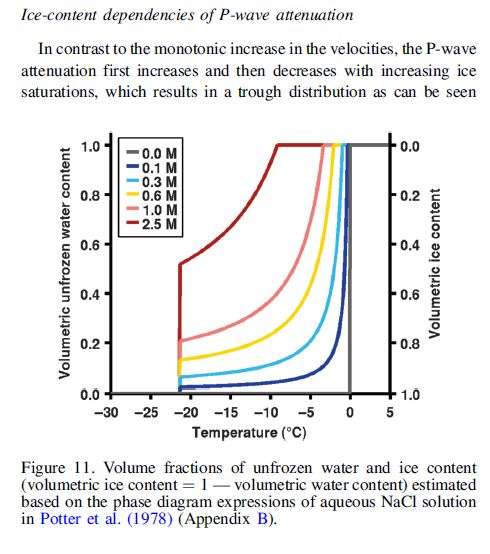 Ice-content dependencies of P-wave attenuation
In contrast to the monotonic increase in the velocities, the P-wave
attenuation first increases and then decreases with increasing ice
saturations, which results in a trough distribution as can be seen
Volumetric unfrozen water content
1.0
0.8
0.6
0.4
0.2
0.0
0.0 M
0.1 M
0.3 M
0.6 M
1.0 M
2.5 M
0.0
0.2
0.4
0.6
0.8
1.0
Volumetric ice content
−30 −25 −20 −15 −10 −5 0 5
Temperature (°C)
Figure 11. Volume fractions of unfrozen water and ice content
(volumetric ice content = 1 — volumetric water content) estimated
based on the phase diagram expressions of aqueous NaCl solution
in Potter et al. (1978) (Appendix B).